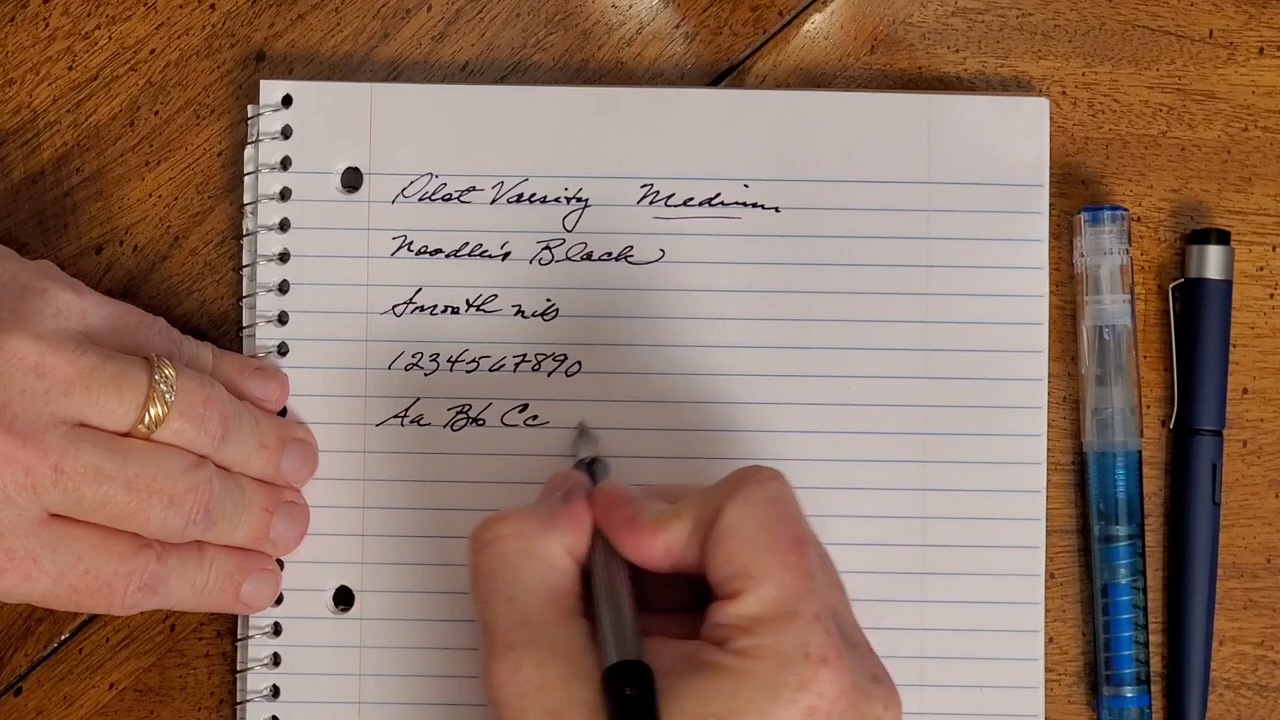 Pilot Varsity Medium
Noodler's Black
Smooth nib
1234567890
Aa Bb Cc